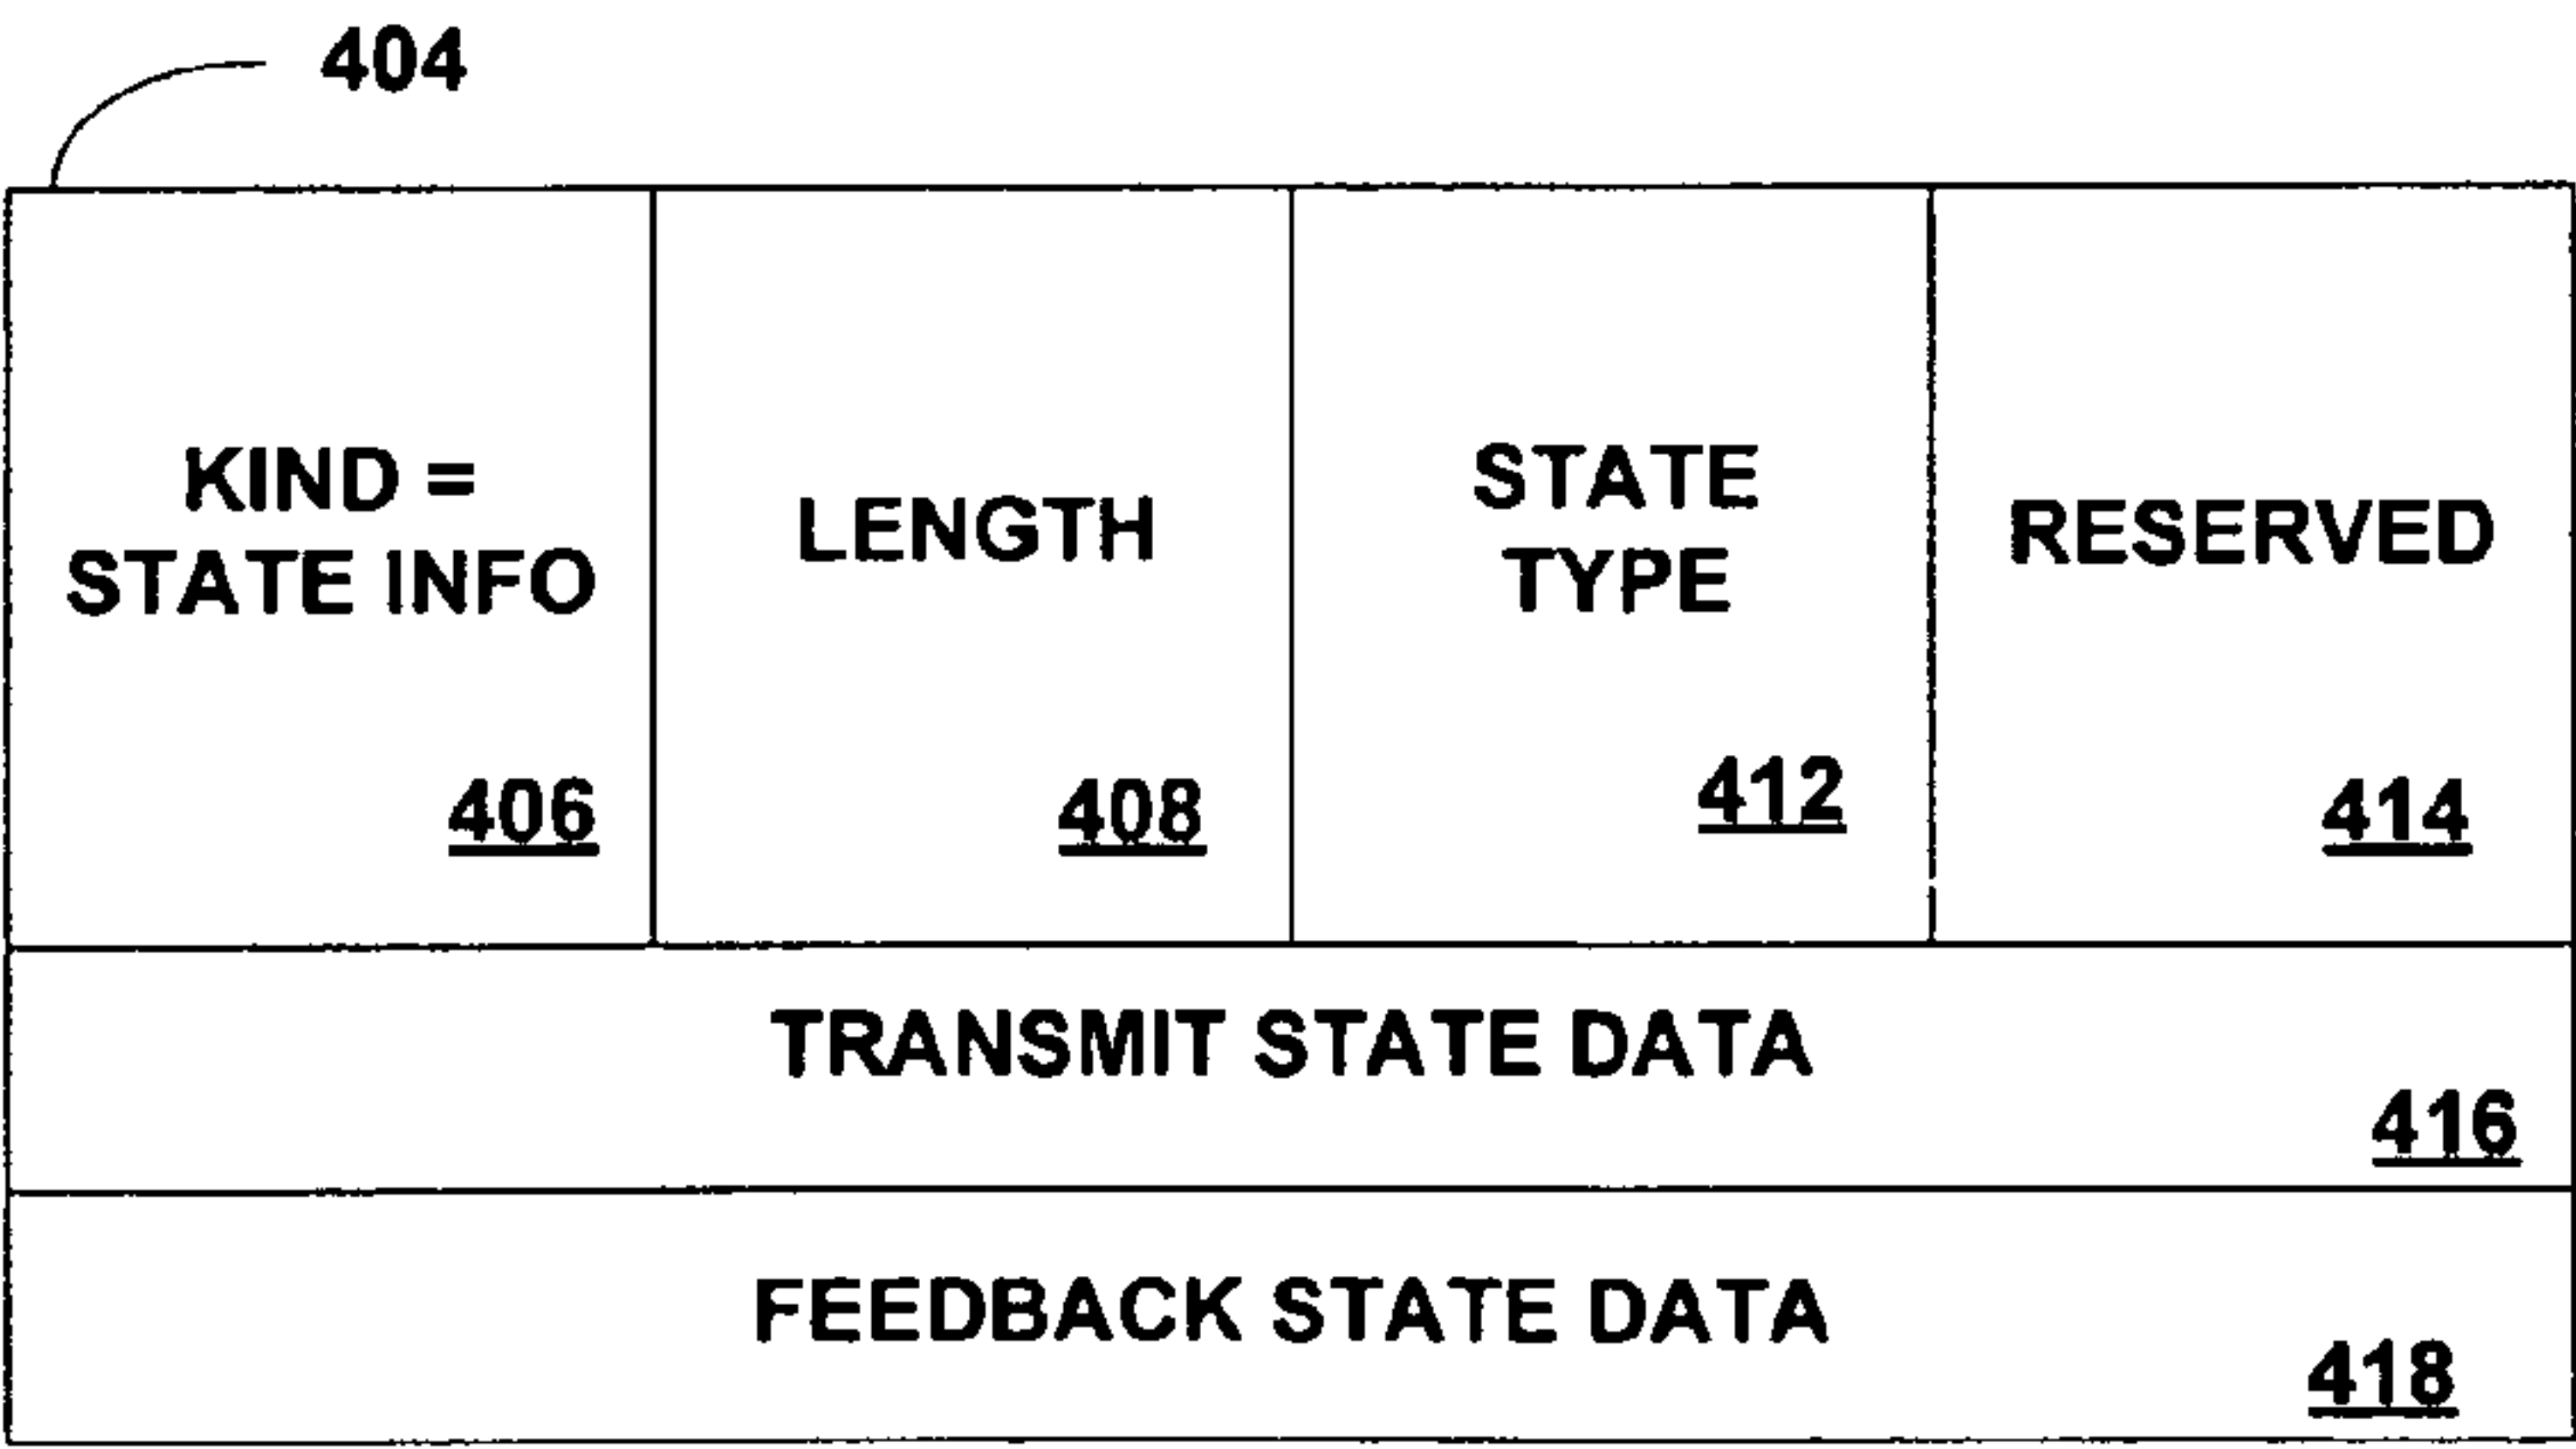 404
KIND =
STATE INFO
406
LENGTH
408
STATE
TYPE
412
RESERVED
414
TRANSMIT STATE DATA
416
FEEDBACK STATE DATA
418